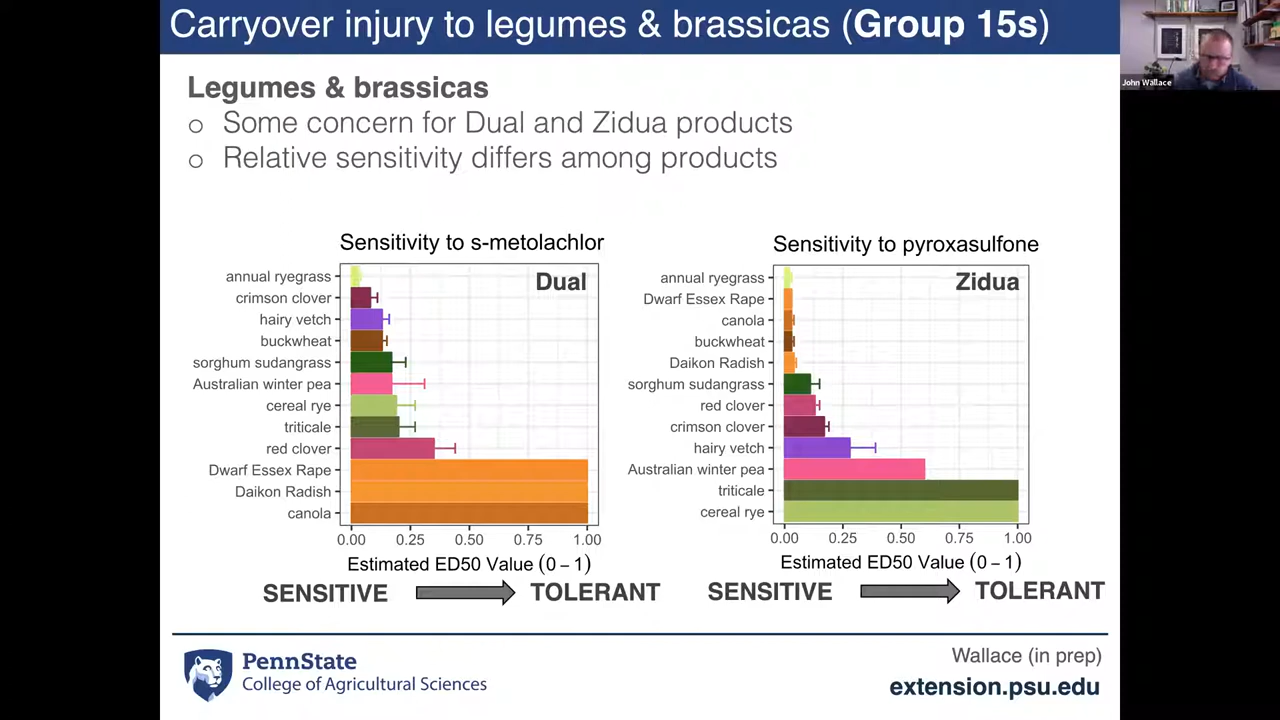 Carryover injury to legumes & brassicas (Group 15s)
John Wallace
Legumes & brassicas
o Some concern for Dual and Zidua products
o Relative sensitivity differs among products
Sensitivity to s-metolachlor
Dual
annual ryegrass
crimson clover
hairy vetch
buckwheat
sorghum sudangrass
Australian winter pea
cereal rye
triticale
red clover
Dwarf Essex Rape
Daikon Radish
canola
0.00 0.25 0.50 0.75 1.00
Estimated ED50 Value (0 – 1)
SENSITIVE TOLERANT
Sensitivity to pyroxasulfone
Zidua
annual ryegrass
Dwarf Essex Rape
canola
buckwheat
Daikon Radish
sorghum sudangrass
red clover
crimson clover
hairy vetch
Australian winter pea
triticale
cereal rye
0.00 0.25 0.50 0.75 1.00
Estimated ED50 Value (0 – 1)
SENSITIVE TOLERANT
PennState
College of Agricultural Sciences
Wallace (in prep)
extension.psu.edu